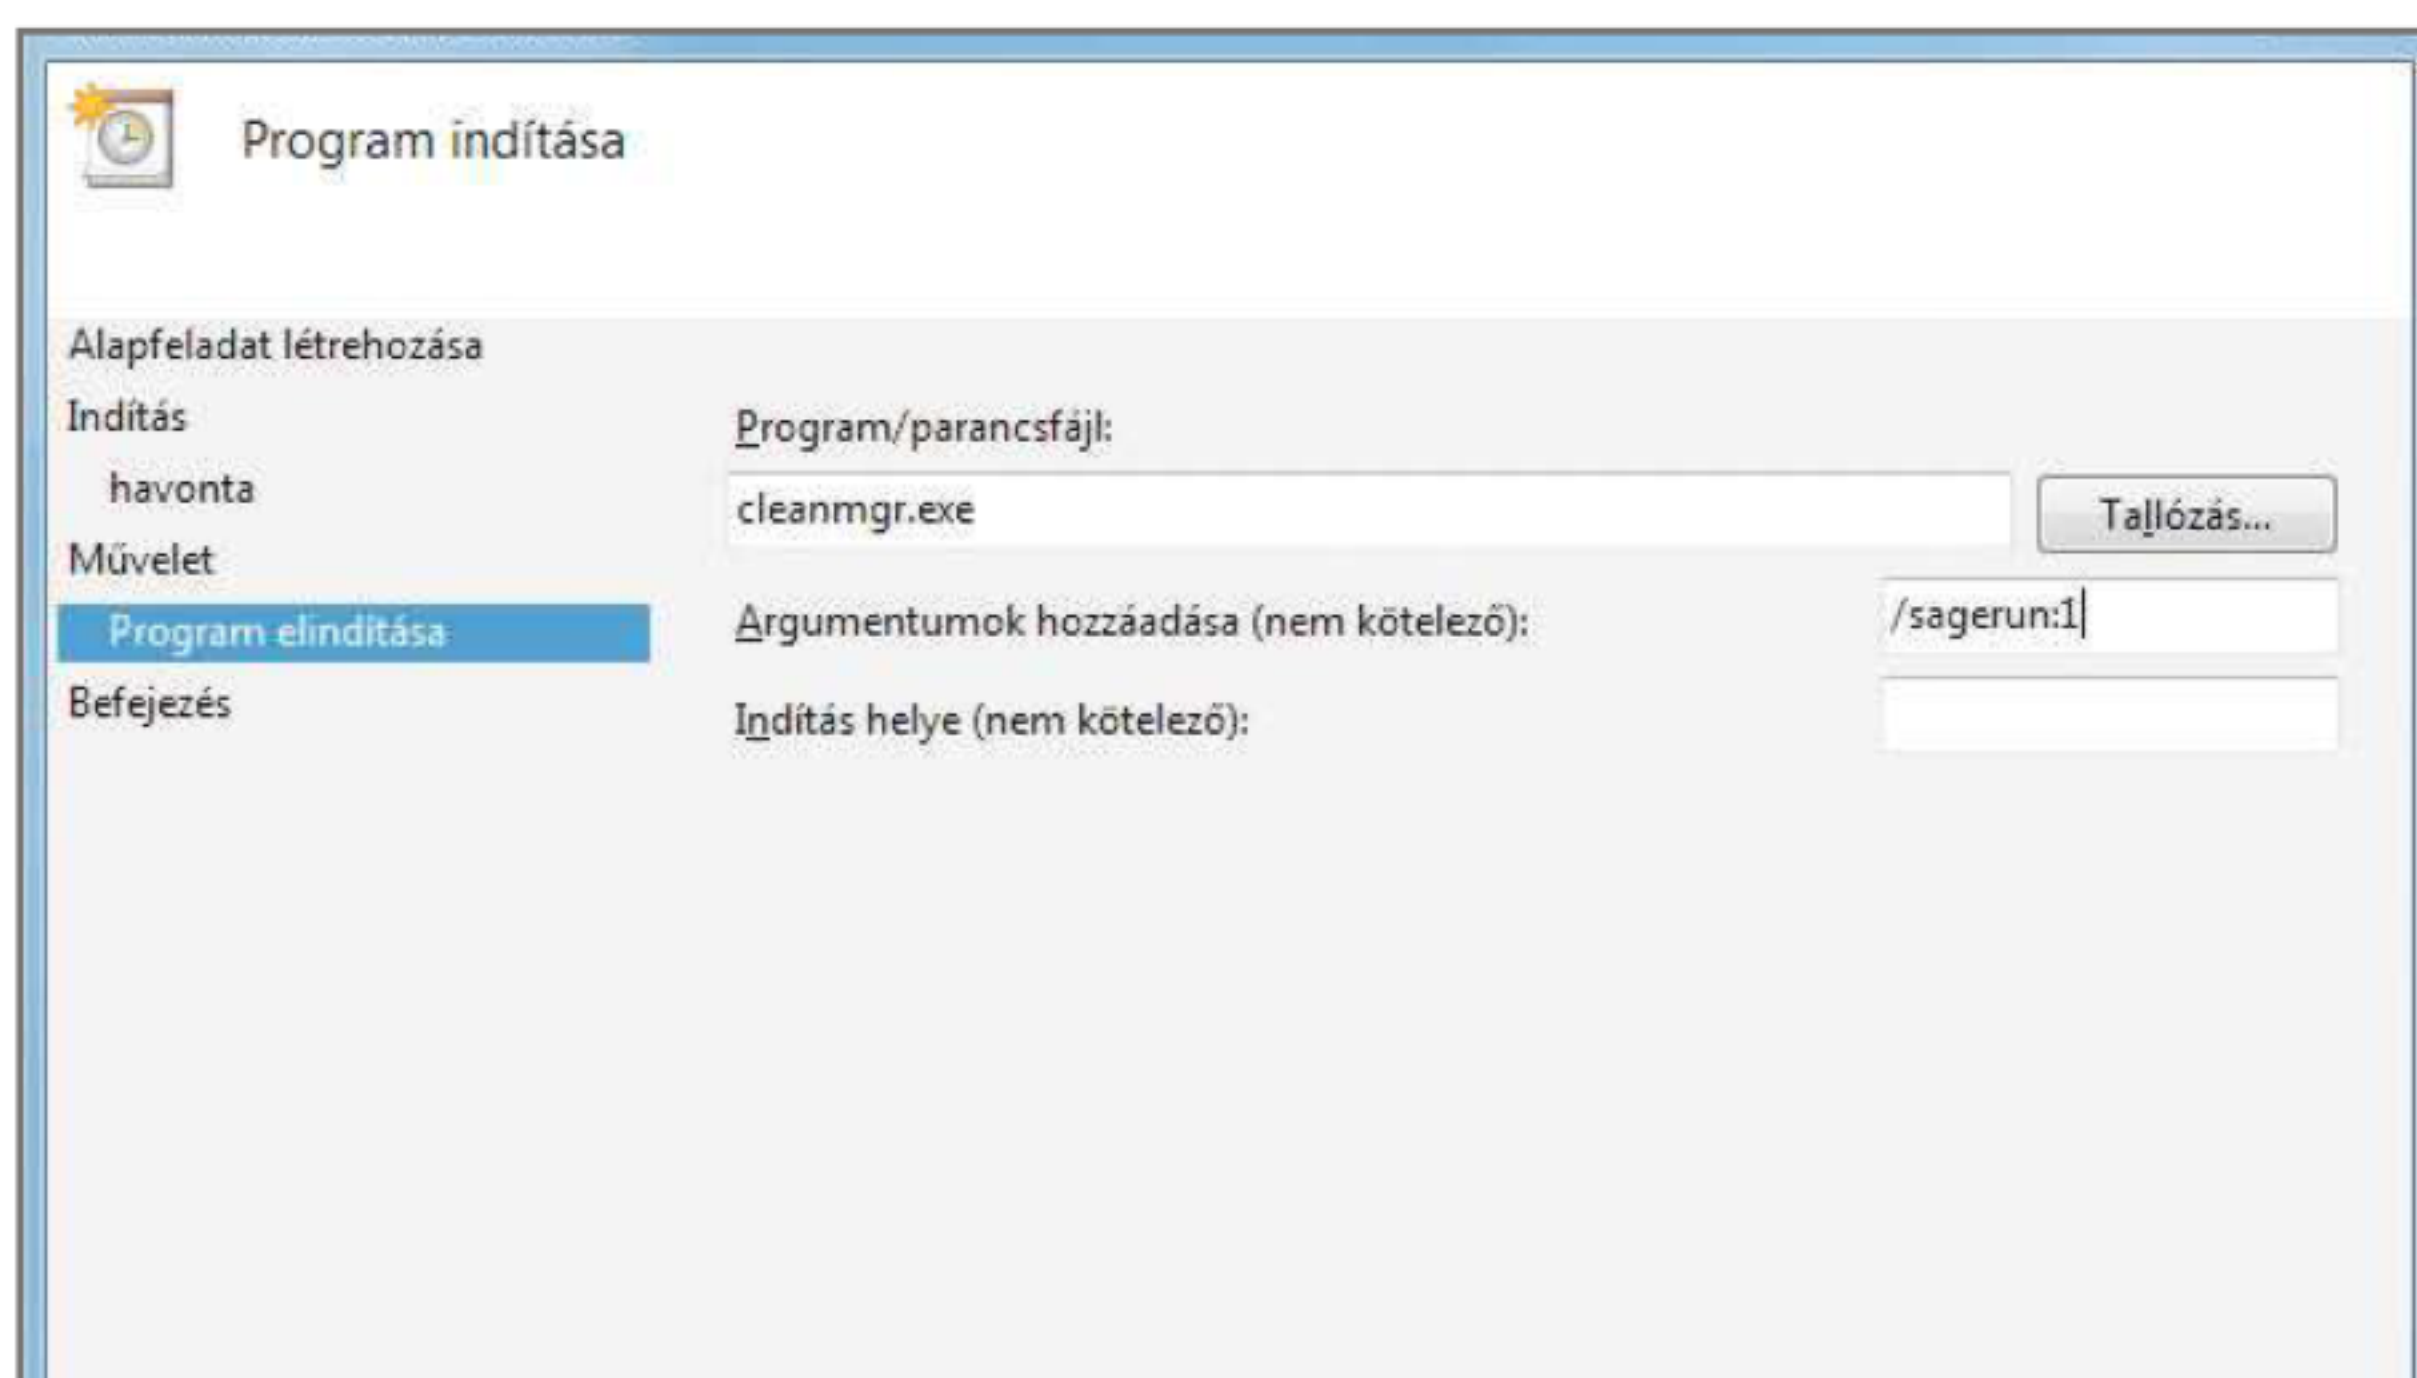 Program indítása
Alapfeladat létrehozása
Indítás
havonta
Művelet
Program elindítása
Befejezés
Program/parancsfájl:
cleanmgr.exe
Tallózás...
Argumentumok hozzáadása (nem kötelező):
/sagerun:1
Indítás helye (nem kötelező):